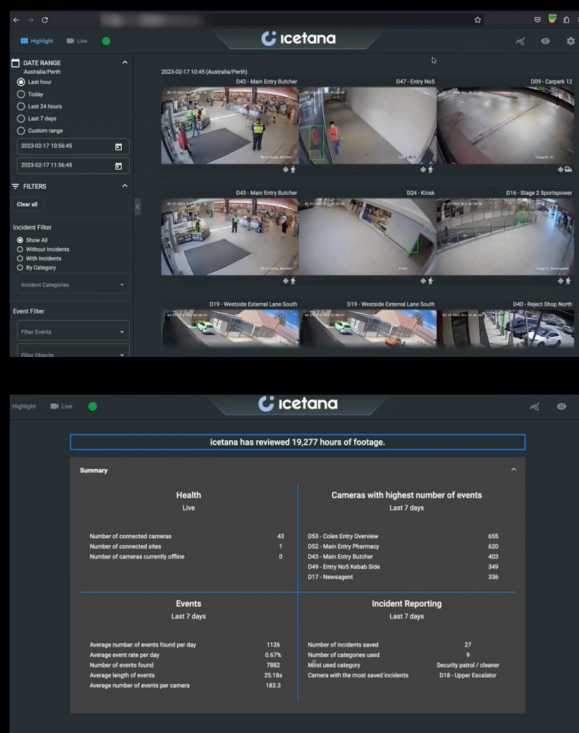 Highlight
Live
icetana
DATE RANGE
Australia/Perth
Last hour
Today
Last 24 hours
Last 7 days
Custom range
2023-02-17 10:56:45
2023-02-17 11:56:45
FILTERS
Clear all
Incident Filter
Show All
Without Incidents
With Incidents
By Category
Incident Categories
Event Filter
Filter Events
Filter Objects
2023-02-17 10:45 (Australia/Perth)
D43 - Main Entry Butcher
D47 - Entry No5
D09 - Carpark 12
D43 - Main Entry Butcher
D24 - Kiosk
D16 - Stage 2 Sportspower
D19 - Westside External Lane South
D19 - Westside External Lane South
D40 - Reject Shop North
Highlight
Live
icetana
icetana has reviewed 19,277 hours of footage.
Summary
Health
Live
Number of connected cameras 43
Number of connected sites 1
Number of cameras currently offline 0
Cameras with highest number of events
Last 7 days
D53 - Coles Entry Overview 655
D52 - Main Entry Pharmacy 620
D43 - Main Entry Butcher 403
D49 - Entry No5 Kebab Side 349
D17 - Newsagent 336
Events
Last 7 days
Average number of events found per day 1126
Average event rate per day 0.67%
Number of events found 7882
Average length of events 25.18s
Average number of events per camera 183.3
Incident Reporting
Last 7 days
Number of incidents saved 27
Number of categories used 9
Most used category Security patrol / cleaner
Camera with the most saved incidents D18 - Upper Escalator